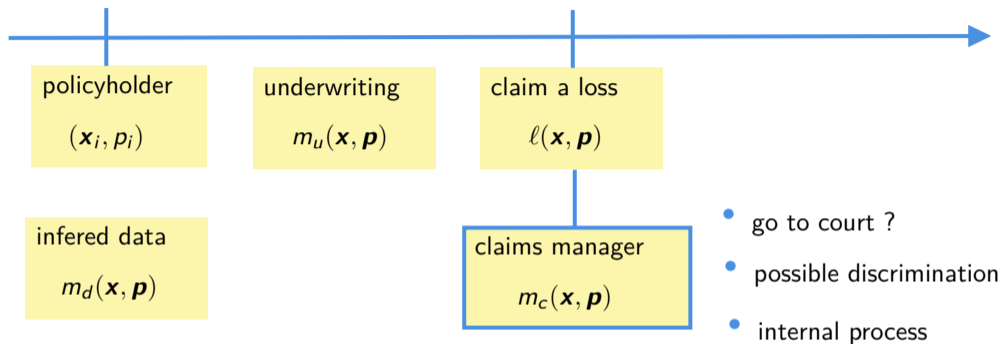 policyholder
(xᵢ, pᵢ)
underwriting
mᵤ(x, p)
claim a loss
ℓ(x, p)
infered data
m_d(x, p)
claims manager
m_c(x, p)
• go to court ?
• possible discrimination
• internal process